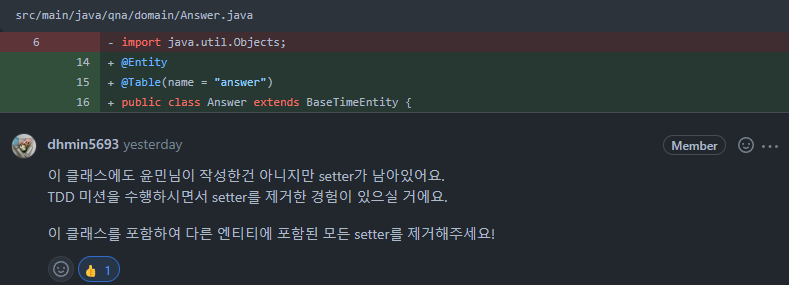 src/main/java/qna/domain/Answer.java
6 - import java.util.Objects;
14 + @Entity
15 + @Table(name = "answer")
16 + public class Answer extends BaseTimeEntity {
dhmin5693 yesterday Member
이 클래스에도 윤민님이 작성한건 아니지만 setter가 남아있어요.
TDD 미션을 수행하시면서 setter를 제거한 경험이 있으실 거에요.
이 클래스를 포함하여 다른 엔티티에 포함된 모든 setter를 제거해주세요!
👍 1